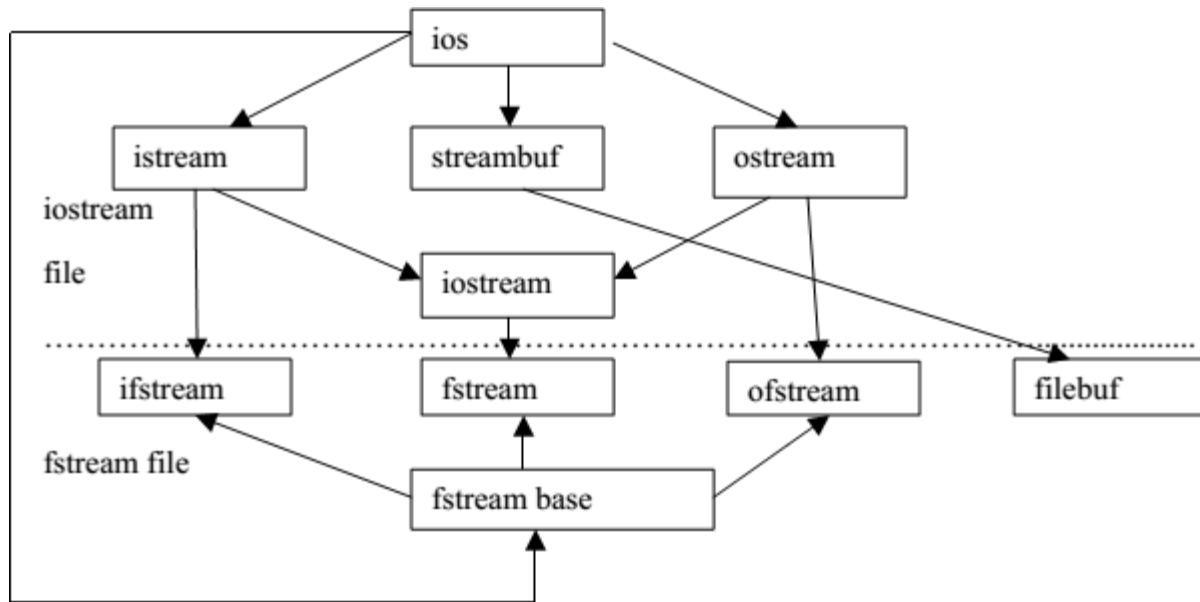 ios
istream
streambuf
ostream
iostream
file
iostream
ifstream
fstream
ofstream
filebuf
fstream file
fstream base